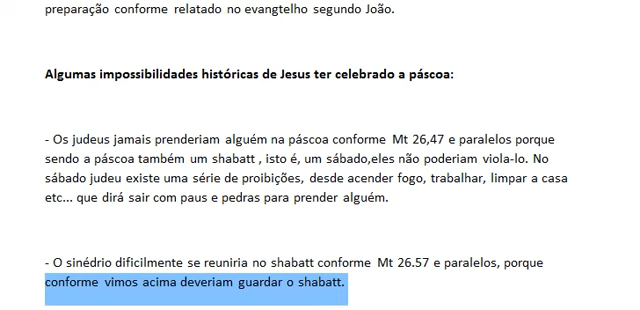 preparação conforme relatado no evangtelho segundo João.
Algumas impossibilidades históricas de Jesus ter celebrado a páscoa:
- Os judeus jamais prenderiam alguém na páscoa conforme Mt 26,47 e paralelos porque
sendo a páscoa também um shabatt , isto é, um sábado,eles não poderiam viola-lo. No
sábado judeu existe uma série de proibições, desde acender fogo, trabalhar, limpar a casa
etc... que dirá sair com paus e pedras para prender alguém.
- O sinédrio dificilmente se reuniria no shabatt conforme Mt 26.57 e paralelos, porque
conforme vimos acima deveriam guardar o shabatt.